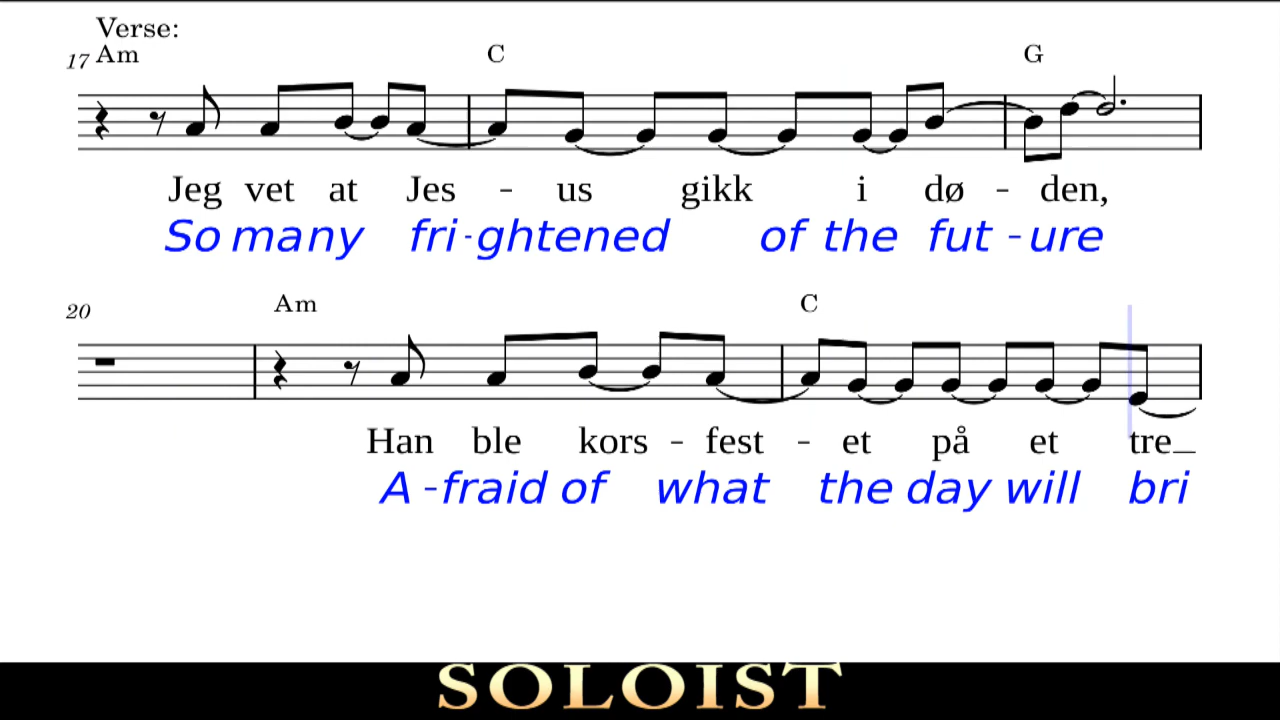 Verse:
17 Am C G
Jeg vet at Jes - us gikk i dø - den,
So many fri-ghtened of the fut -ure
20 Am C
Han ble kors - fest - et på et tre_
A -fraid of what the day will bri
SOLOIST